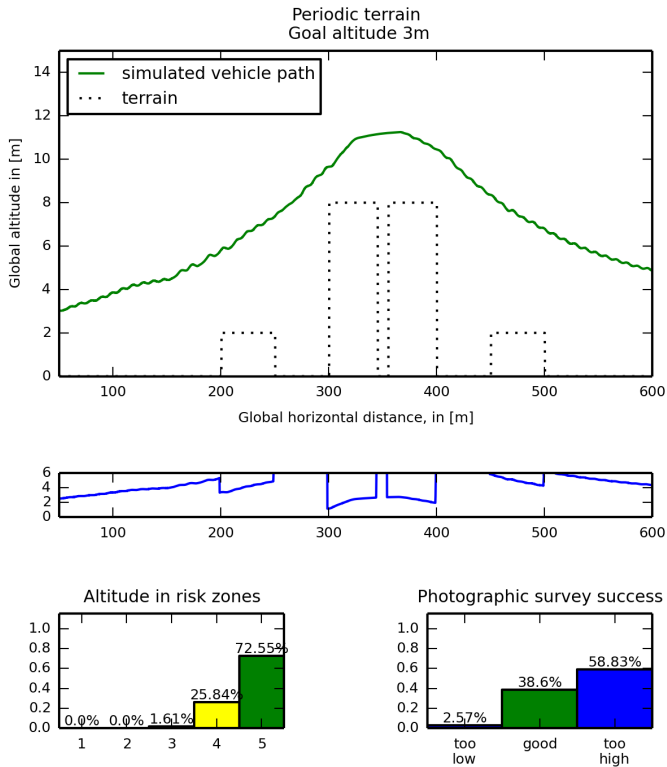 Periodic terrain
Goal altitude 3m
simulated vehicle path
terrain
Global altitude in [m]
14
12
10
8
6
4
2
0
100 200 300 400 500 600
Global horizontal distance, in [m]
6
4
2
0
100 200 300 400 500 600
Altitude in risk zones
1.0
0.8
0.6
0.4
0.2
0.0
0.0% 0.0% 1.61% 25.84% 72.55%
1 2 3 4 5
Photographic survey success
1.0
0.8
0.6
0.4
0.2
0.0
2.57% 38.6% 58.83%
too good too
low high